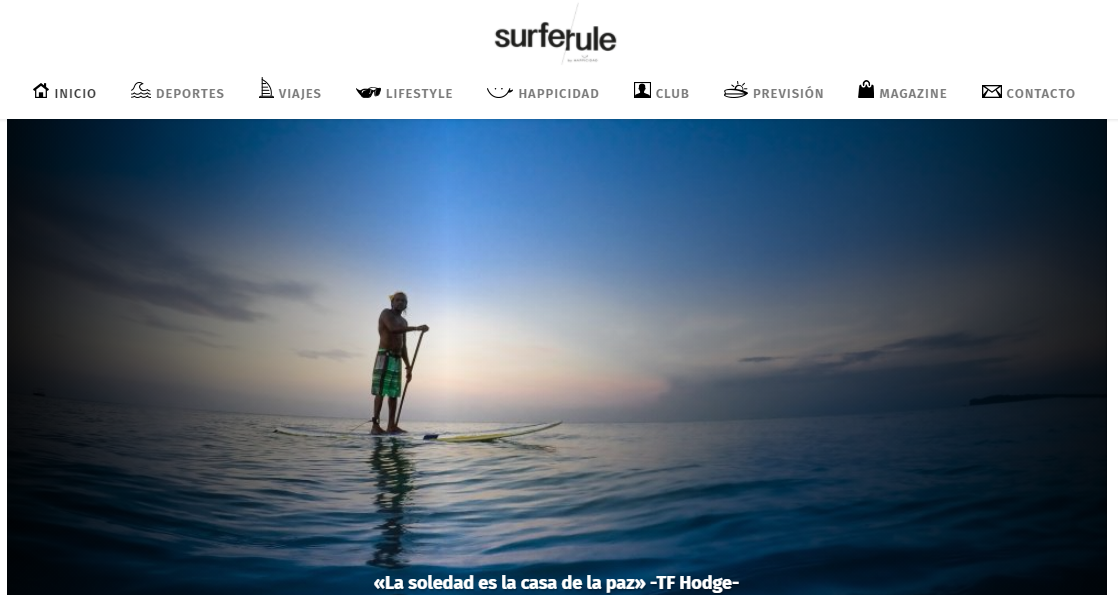 surferule
by HAPPICIDAD
INICIO DEPORTES VIAJES LIFESTYLE HAPPICIDAD CLUB PREVISIÓN MAGAZINE CONTACTO
«La soledad es la casa de la paz» -TF Hodge-